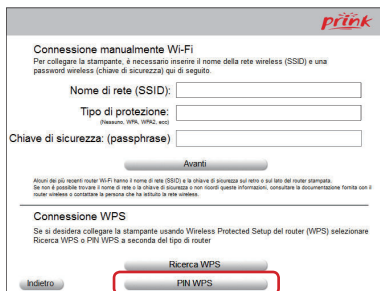 prink
Connessione manualmente Wi-Fi
Per collegare la stampante, è necessario inserire il nome della rete wireless (SSID) e una
password wireless (chiave di sicurezza) qui di seguito.
Nome di rete (SSID):
Tipo di protezione:
(Nessuno, WPA, WPA2, ecc)
Chiave di sicurezza: (passphrase)
Avanti
Alcuni dei più recenti router Wi-Fi hanno il nome di rete (SSID) e la chiave di sicurezza sul retro o sul lato del router stampata.
Se non è possibile trovare il nome di rete o la chiave di sicurezza o non ricordi queste informazioni, consultare la documentazione fornita con il
router wireless o contattare la persona che ha istituito la rete wireless.
Connessione WPS
Se si desidera collegare la stampante usando Wireless Protected Setup del router (WPS) selezionare
Ricerca WPS o PIN WPS a seconda del tipo di router
Ricerca WPS
Indietro
PIN WPS